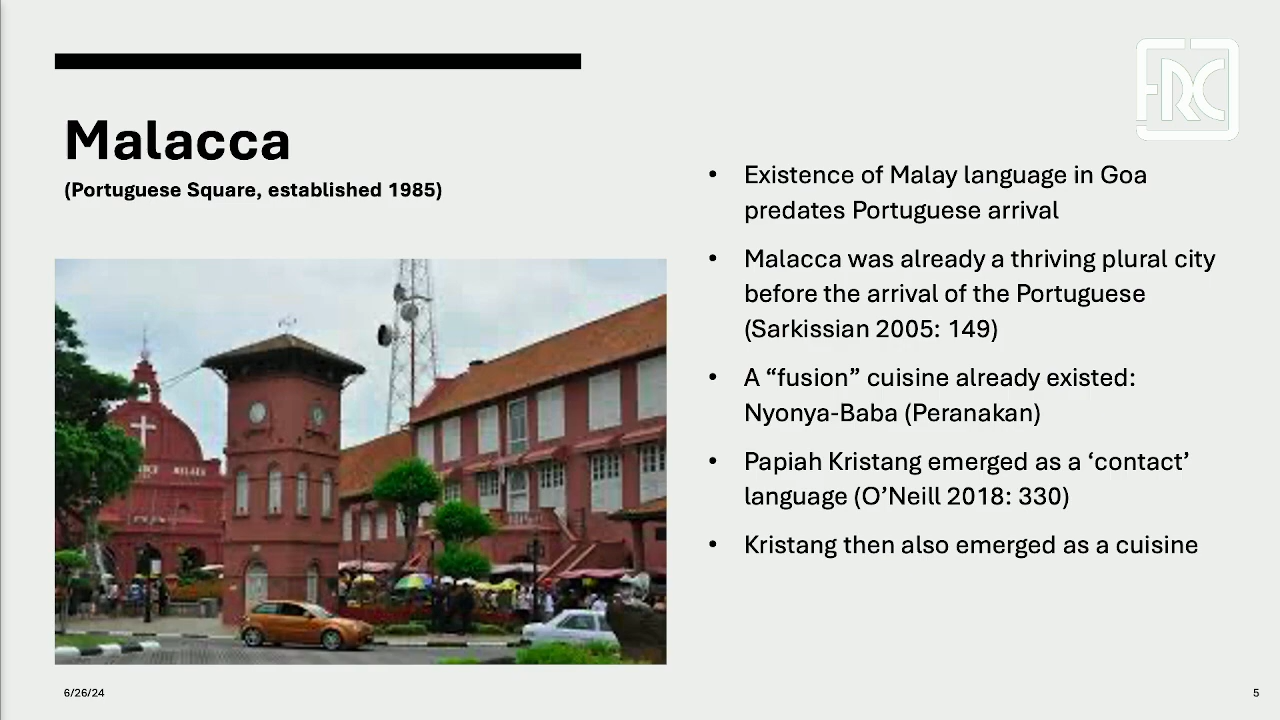 FRC
Malacca
(Portuguese Square, established 1985)
• Existence of Malay language in Goa
predates Portuguese arrival
• Malacca was already a thriving plural city
before the arrival of the Portuguese
(Sarkissian 2005: 149)
• A “fusion” cuisine already existed:
Nyonya-Baba (Peranakan)
• Papiah Kristang emerged as a ‘contact’
language (O’Neill 2018: 330)
• Kristang then also emerged as a cuisine
6/26/24
5